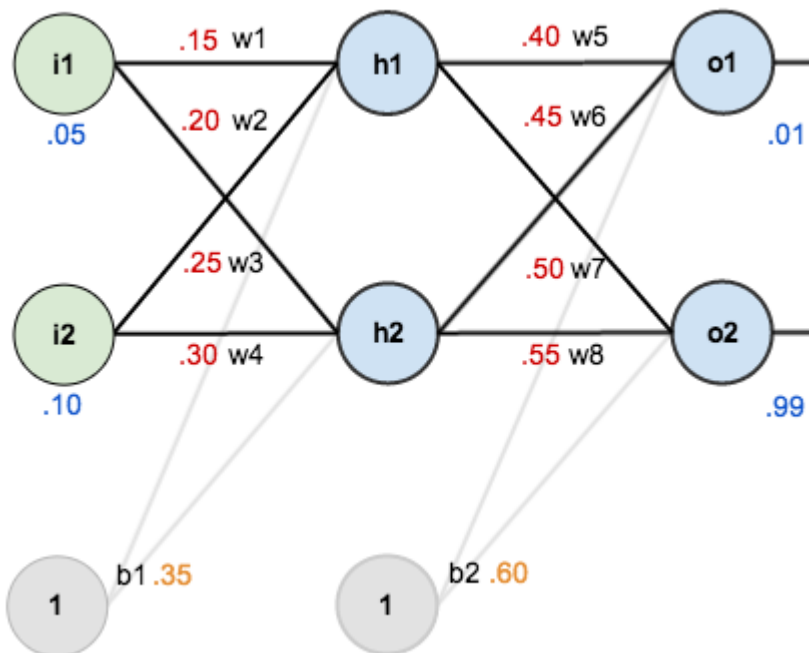 .15 w1
.40 w5
i1
h1
o1
.20 w2
.45 w6
.05
.01
.25 w3
.50 w7
i2
h2
o2
.30 w4
.55 w8
.10
.99
b1 .35
b2 .60
1
1